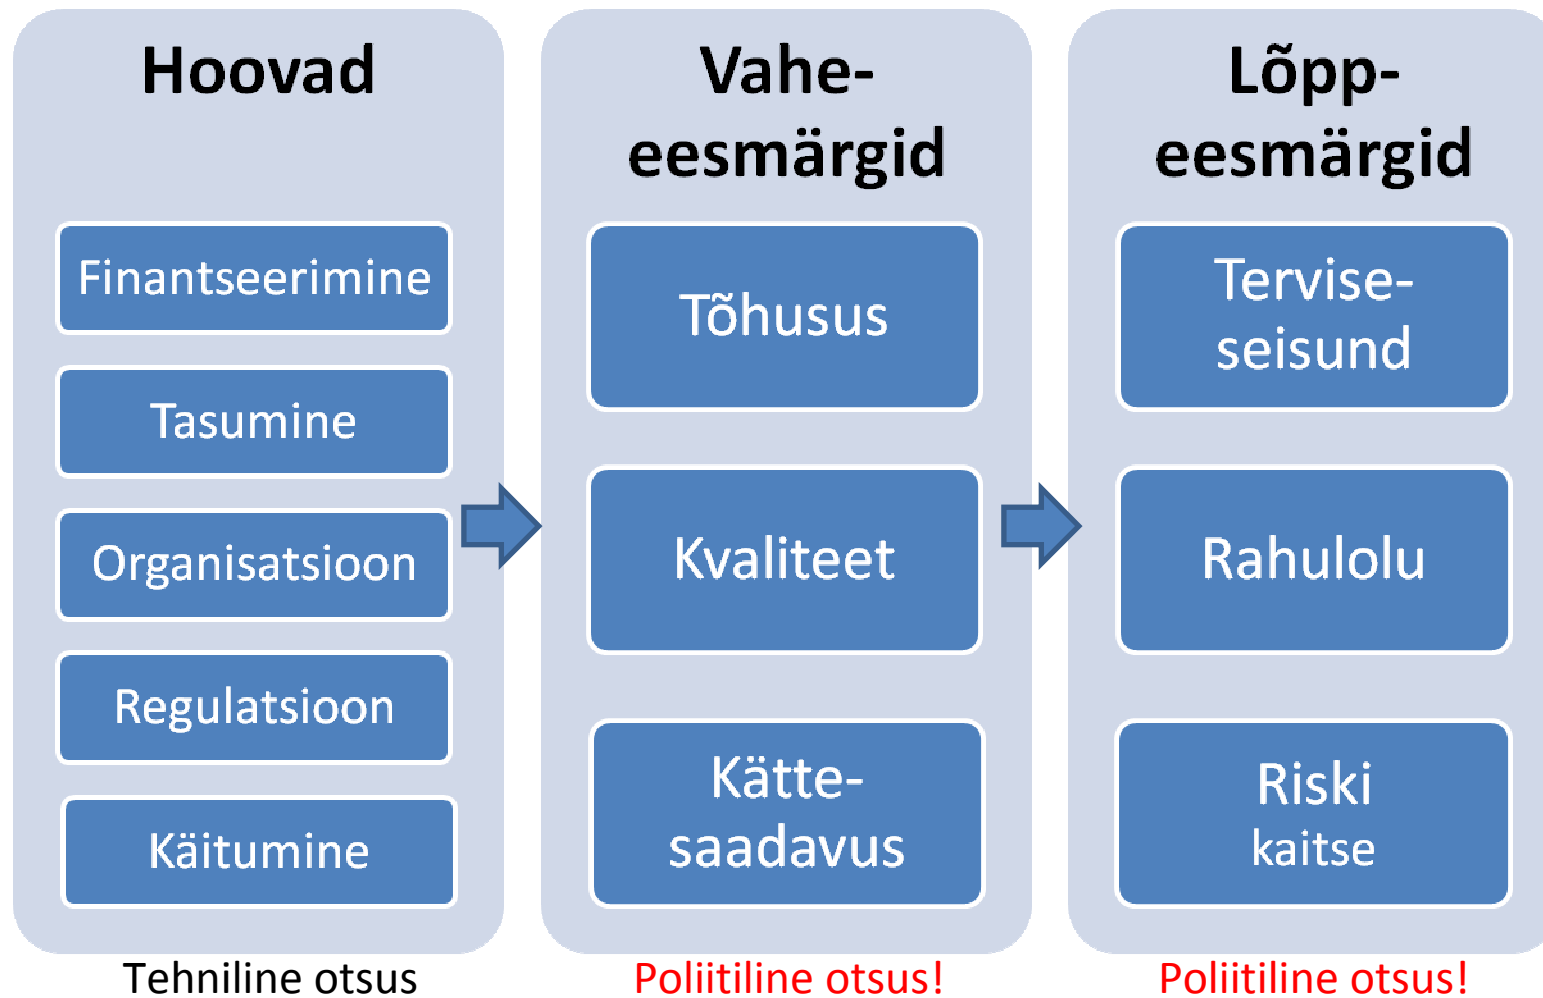 Hoovad
Finantseerimine
Tasumine
Organisatsioon
Regulatsioon
Käitumine
Tehniline otsus
Vahe-
eesmärgid
Tõhusus
Kvaliteet
Kätte-
saadavus
Poliitiline otsus!
Lõpp-
eesmärgid
Tervise-
seisund
Rahulolu
Riski
kaitse
Poliitiline otsus!